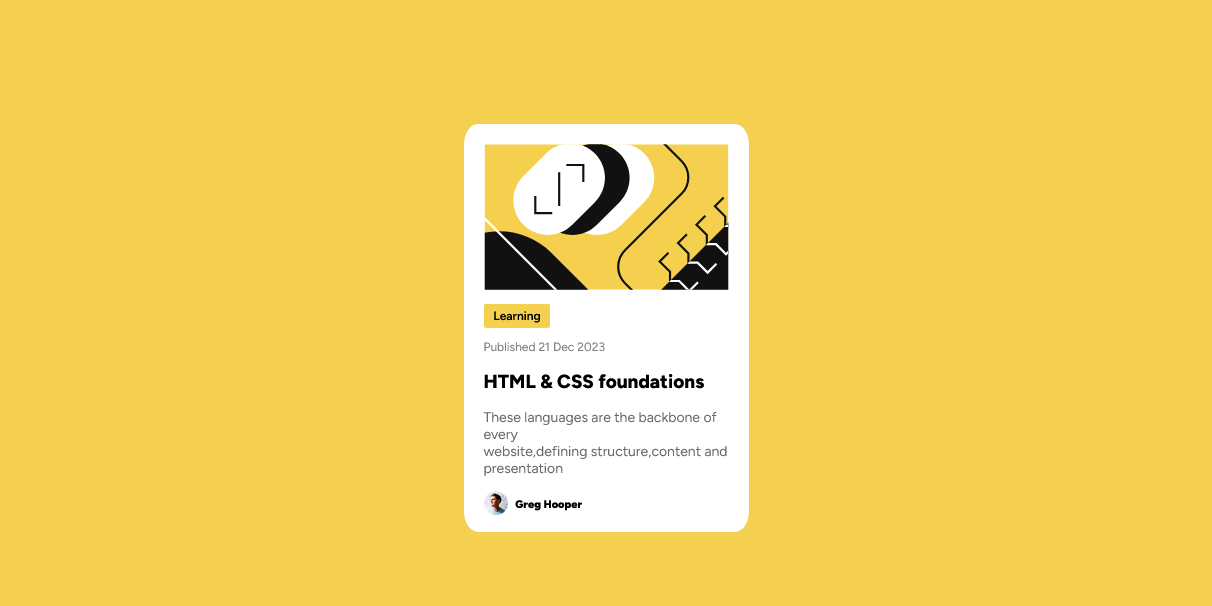 Learning
Published 21 Dec 2023
HTML & CSS foundations
These languages are the backbone of
every
website,defining structure,content and
presentation
Greg Hooper